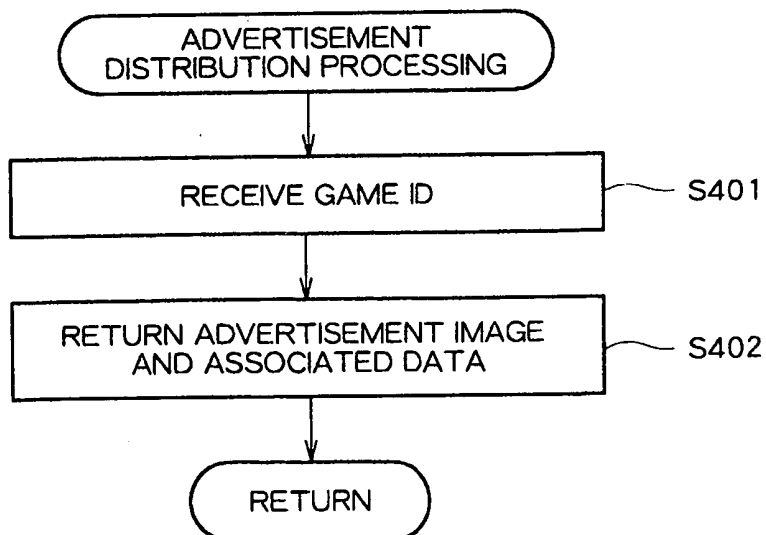 ADVERTISEMENT
DISTRIBUTION PROCESSING
RECEIVE GAME ID
S401
RETURN ADVERTISEMENT IMAGE
AND ASSOCIATED DATA
S402
RETURN